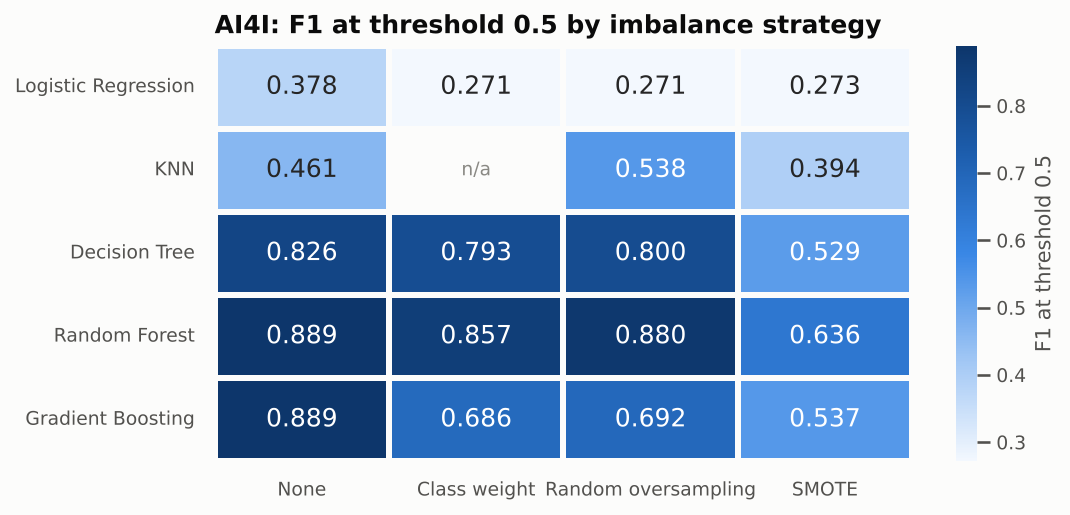 AI4I: F1 at threshold 0.5 by imbalance strategy
Logistic Regression 0.378 0.271 0.271 0.273
KNN 0.461 n/a 0.538 0.394
Decision Tree 0.826 0.793 0.800 0.529
Random Forest 0.889 0.857 0.880 0.636
Gradient Boosting 0.889 0.686 0.692 0.537
None Class weight Random oversampling SMOTE
0.8
0.7
0.6
0.5
0.4
0.3
F1 at threshold 0.5